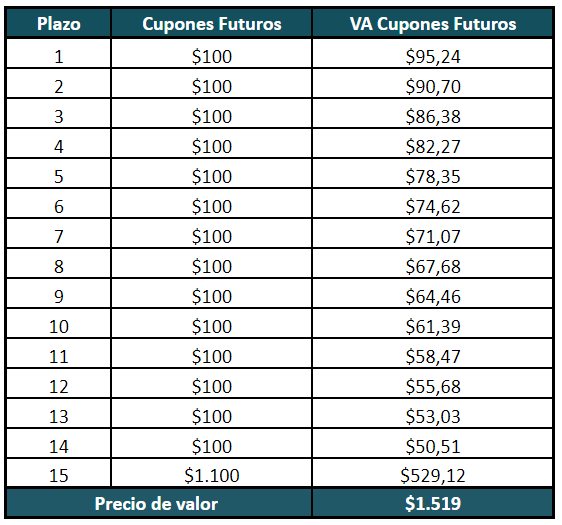 Plazo Cupones Futuros VA Cupones Futuros
1 $100 $95,24
2 $100 $90,70
3 $100 $86,38
4 $100 $82,27
5 $100 $78,35
6 $100 $74,62
7 $100 $71,07
8 $100 $67,68
9 $100 $64,46
10 $100 $61,39
11 $100 $58,47
12 $100 $55,68
13 $100 $53,03
14 $100 $50,51
15 $1.100 $529,12
Precio de valor $1.519